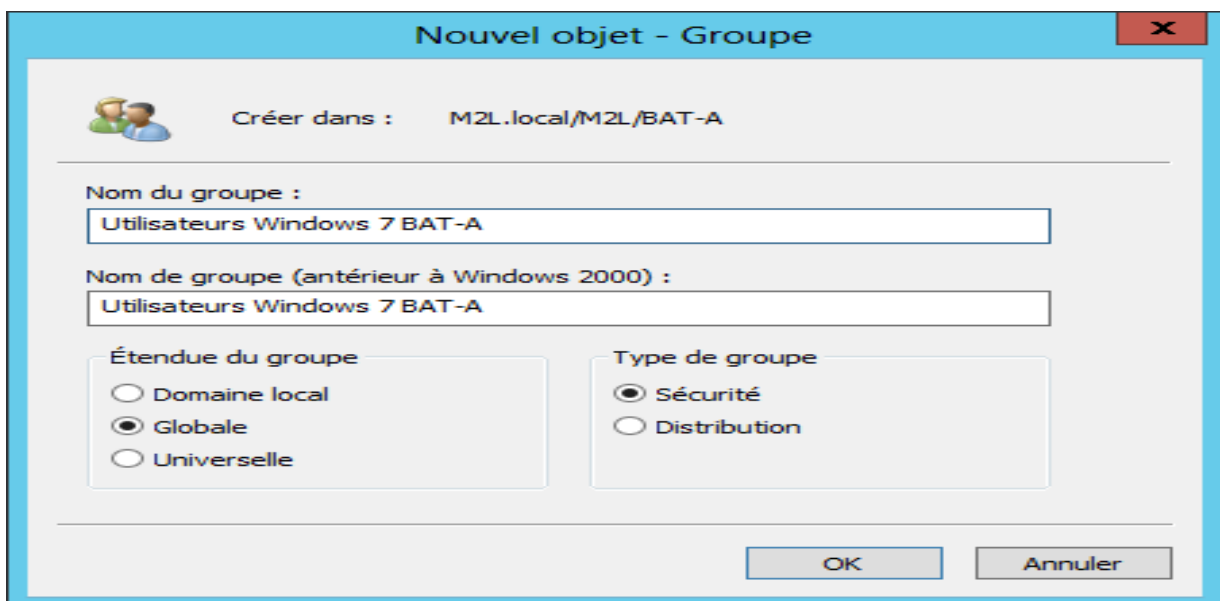 Nouvel objet - Groupe
x
Créer dans : M2L.local/M2L/BAT-A
Nom du groupe :
Utilisateurs Windows 7 BAT-A
Nom de groupe (antérieur à Windows 2000) :
Utilisateurs Windows 7 BAT-A
Étendue du groupe
Domaine local
Globale
Universelle
Type de groupe
Sécurité
Distribution
OK
Annuler